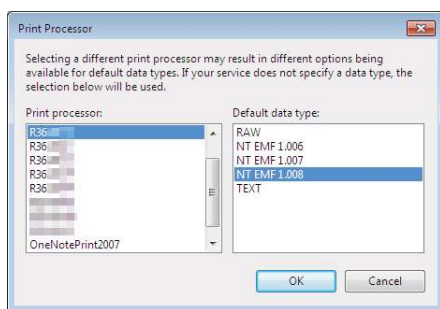 Print Processor
Selecting a different print processor may result in different options being
available for default data types. If your service does not specify a data type, the
selection below will be used.
Print processor:
R36
R36
R36
R36
OneNotePrint2007
Default data type:
RAW
NT EMF 1.006
NT EMF 1.007
NT EMF 1.008
TEXT
OK
Cancel